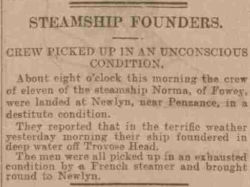 STEAMSHIP FOUNDERS.
CREW PICKED UP IN AN UNCONSCIOUS
CONDITION.
About eight o'clock this morning the crew
of eleven of the steamship Norma, of Fowey,
were landed at Newlyn, near Penzance, in a
destitute condition.
They reported that in the terrific weather
yesterday morning their ship foundered in
deep water off Trovose Head.
The men were all picked up in an exhausted
condition by a French steamer and brought
round to Newlyn.